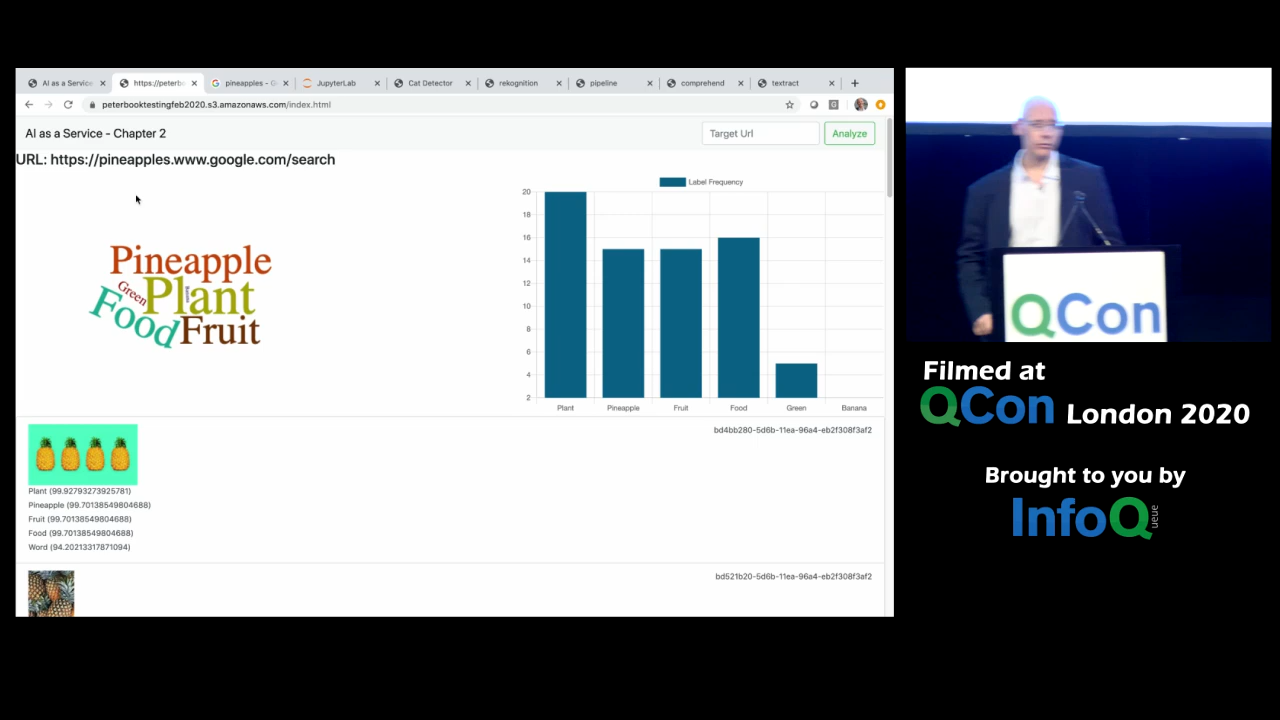 AI as a Service
https://peterbo
pineapples - G
JupyterLab
Cat Detector
rekognition
pipeline
comprehend
textract
peterbooktestingfeb2020.s3.amazonaws.com/index.html
AI as a Service - Chapter 2
Target Url
Analyze
URL: https://pineapples.www.google.com/search
Pineapple
Green
Plant
Food
Fruit
Label Frequency
20
18
16
14
12
10
8
6
4
2
Plant Pineapple Fruit Food Green Banana
bd4bb280-5d6b-11ea-96a4-eb2f308f3af2
Plant (99.92793273925781)
Pineapple (99.70138549804688)
Fruit (99.70138549804688)
Food (99.70138549804688)
Word (94.20213317871094)
bd521b20-5d6b-11ea-96a4-eb2f308f3af2
QCon
Filmed at
QCon London 2020
Brought to you by
InfoQ
ueue